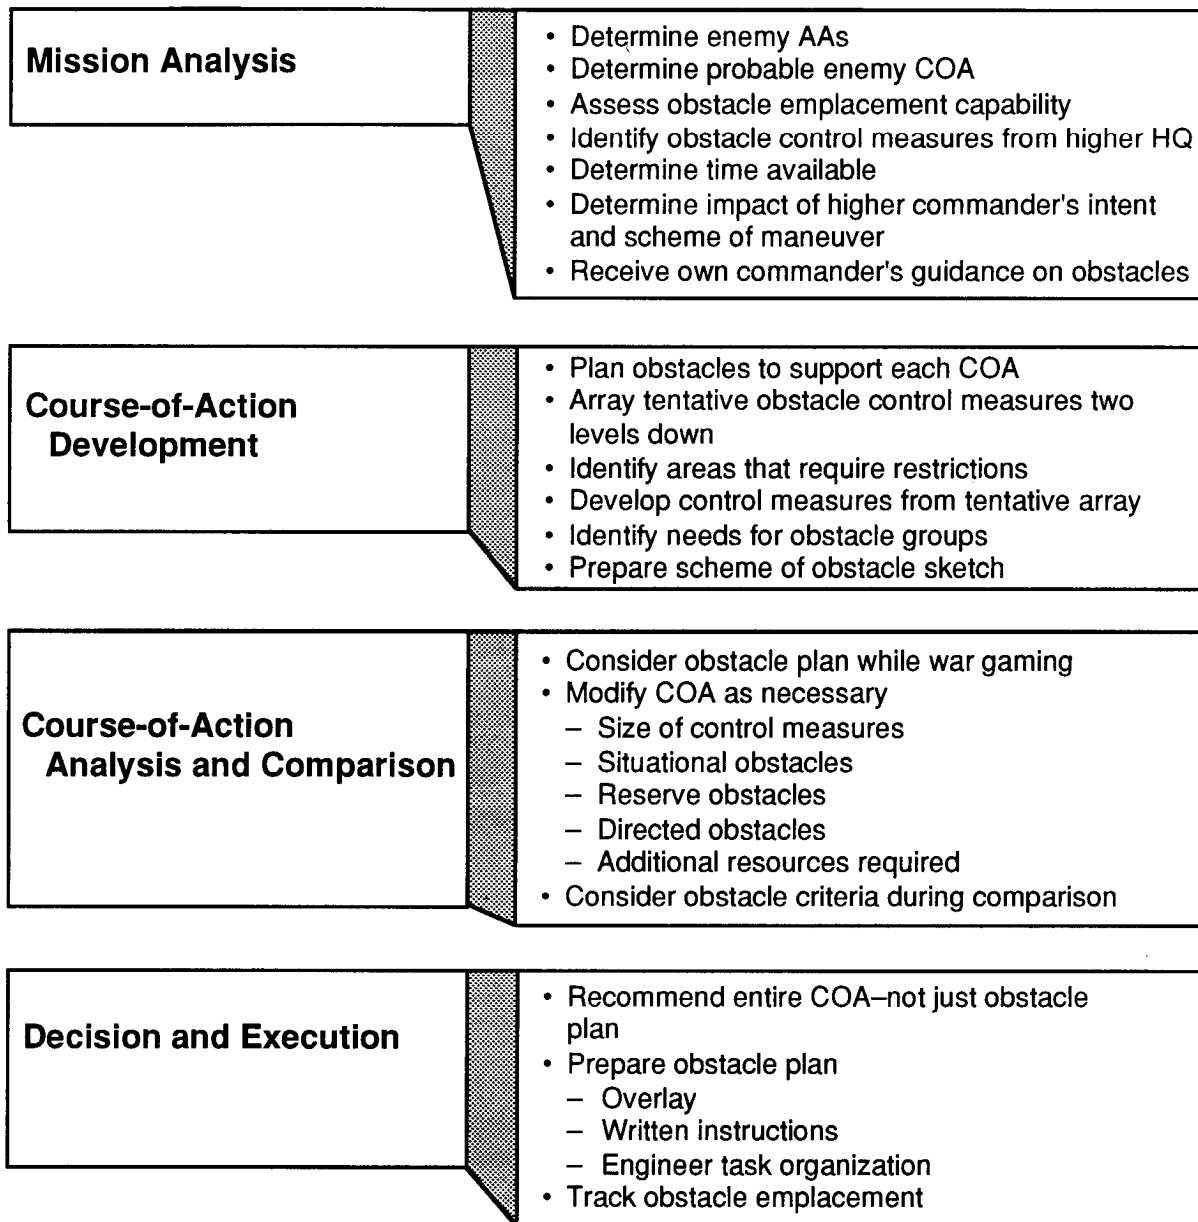 Mission Analysis
• Determine enemy AAs
• Determine probable enemy COA
• Assess obstacle emplacement capability
• Identify obstacle control measures from higher HQ
• Determine time available
• Determine impact of higher commander's intent
and scheme of maneuver
• Receive own commander's guidance on obstacles
Course-of-Action
Development
• Plan obstacles to support each COA
• Array tentative obstacle control measures two
levels down
• Identify areas that require restrictions
• Develop control measures from tentative array
• Identify needs for obstacle groups
• Prepare scheme of obstacle sketch
Course-of-Action
Analysis and Comparison
• Consider obstacle plan while war gaming
• Modify COA as necessary
– Size of control measures
– Situational obstacles
– Reserve obstacles
– Directed obstacles
– Additional resources required
• Consider obstacle criteria during comparison
Decision and Execution
• Recommend entire COA–not just obstacle
plan
• Prepare obstacle plan
– Overlay
– Written instructions
– Engineer task organization
• Track obstacle emplacement